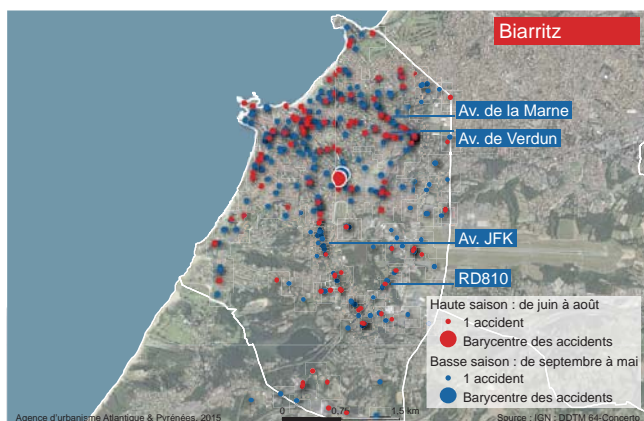 Biarritz
Av. de la Marne
Av. de Verdun
Av. JFK
RD810
Haute saison : de juin à août
1 accident
Barycentre des accidents
Basse saison : de septembre à mai
1 accident
Barycentre des accidents
Agence d'urbanisme Atlantique & Pyrénées, 2015
0 0,75 1,5 km
Source : IGN ; DDTM 64-Concerto